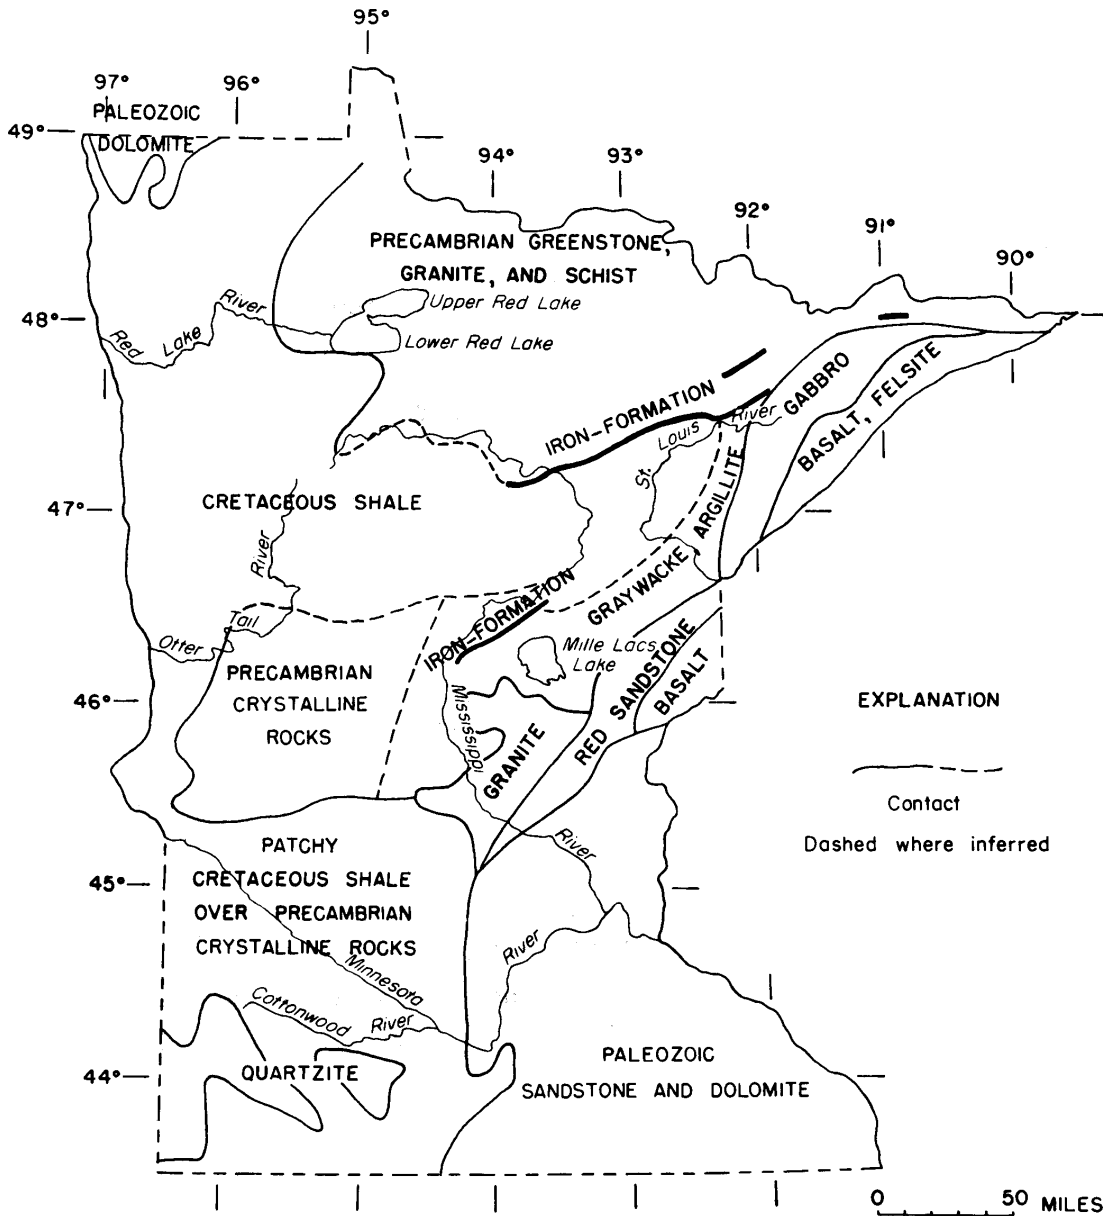 95°
97°
96°
PALEOZOIC
DOLOMITE
49°
94°
93°
92°
91°
90°
PRECAMBRIAN GREENSTONE,
GRANITE, AND SCHIST
Upper Red Lake
Lower Red Lake
48°
Red Lake River
IRON-FORMATION
St. Louis River
GABBRO
BASALT, FELSITE
CRETACEOUS SHALE
47°
GRAYWACKE ARGILLITE
IRON-FORMATION
Otter Tail River
Mille Lacs
Lake
PRECAMBRIAN
CRYSTALLINE
ROCKS
46°
RED SANDSTONE
BASALT
GRANITE
Mississippi River
EXPLANATION
Contact
Dashed where inferred
PATCHY
CRETACEOUS SHALE
OVER PRECAMBRIAN
CRYSTALLINE ROCKS
45°
Minnesota River
Cottonwood River
QUARTZITE
44°
PALEOZOIC
SANDSTONE AND DOLOMITE
0 50 MILES